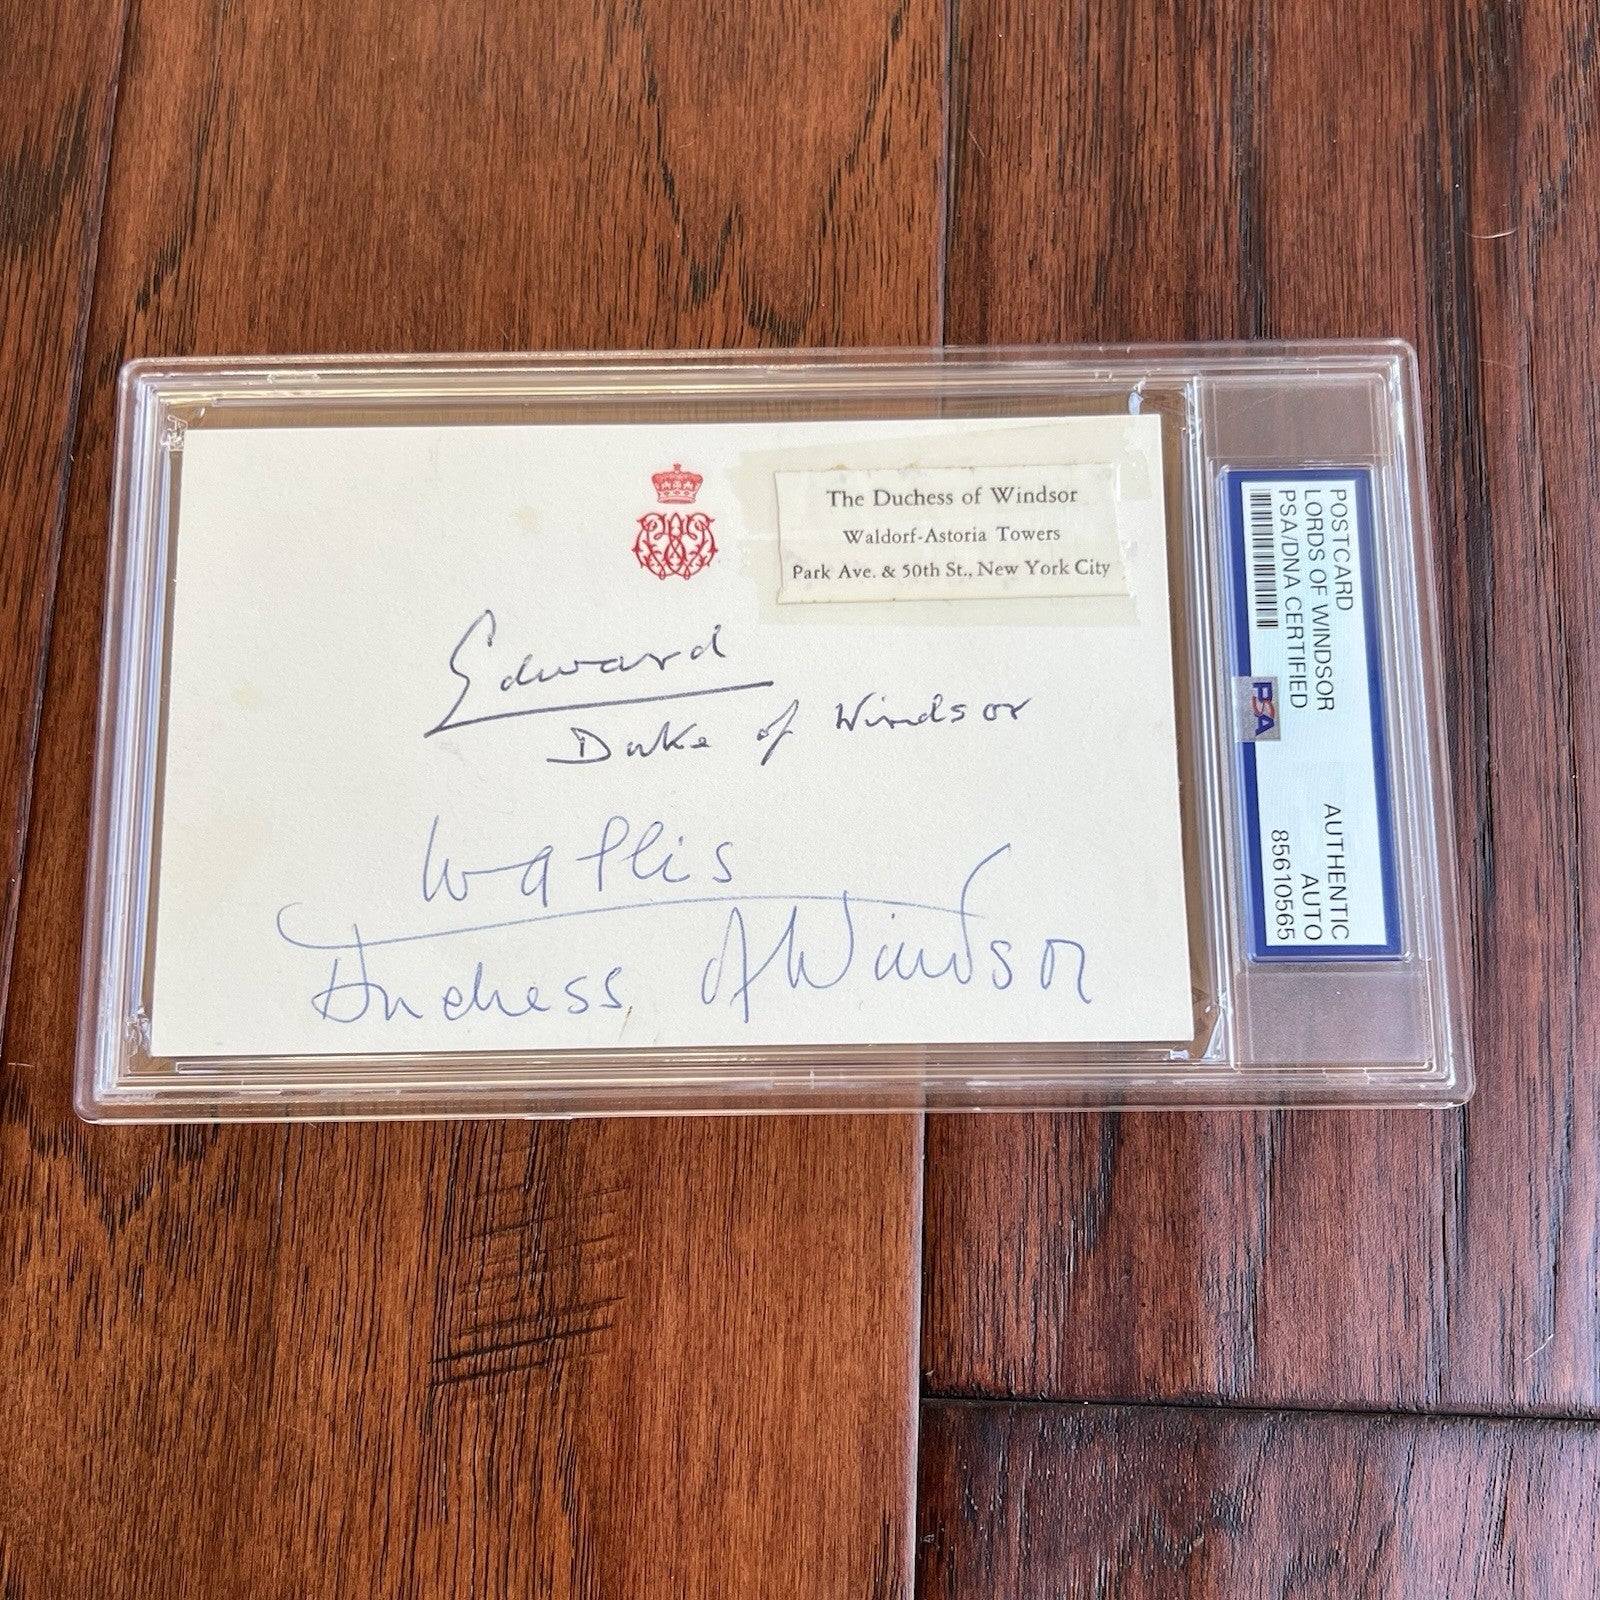 The Duchess of Windsor
Waldorf-Astoria Towers
Park Ave. & 50th St., New York City
Edward
Duke of Windsor
Wallis
Duchess of Windsor
POSTCARD
LORDS OF WINDSOR
PSA/DNA CERTIFIED
AUTHENTIC
AUTO
85610565
PSA